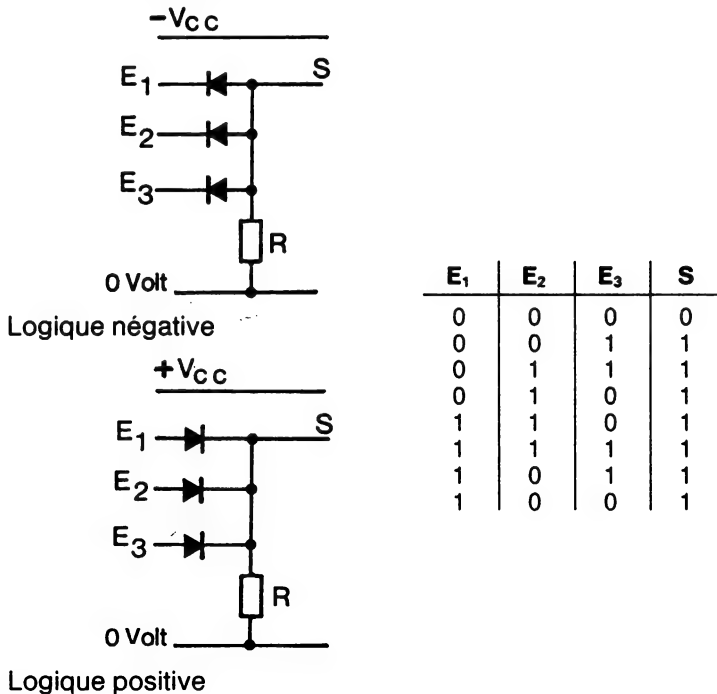 −Vcc
S
E1
E2
E3
R
0 Volt
Logique négative
+Vcc
S
E1
E2
E3
R
0 Volt
Logique positive
E₁ E₂ E₃ S
0 0 0 0
0 0 1 1
0 1 1 1
0 1 0 1
1 1 0 1
1 1 1 1
1 0 1 1
1 0 0 1